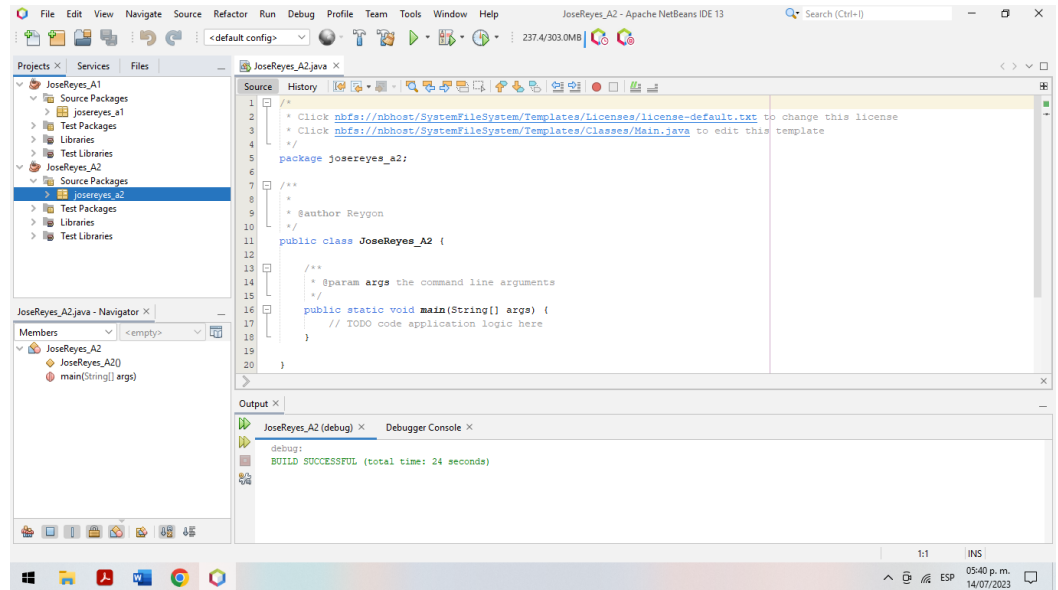 File Edit View Navigate Source Refactor Run Debug Profile Team Tools Window Help JoseReyes_A2 - Apache NetBeans IDE 13 Search (Ctrl+I)
<default config> 237.4/303.0MB
Projects Services Files
JoseReyes_A1
Source Packages
josereyes_a1
Test Packages
Libraries
Test Libraries
JoseReyes_A2
Source Packages
josereyes_a2
Test Packages
Libraries
Test Libraries
JoseReyes_A2.java - Navigator
Members <empty>
JoseReyes_A2
JoseReyes_A2()
main(String[] args)
JoseReyes_A2.java
Source History
1 /*
2 * Click nbfs://nbhost/SystemFileSystem/Templates/Licenses/license-default.txt to change this license
3 * Click nbfs://nbhost/SystemFileSystem/Templates/Classes/Main.java to edit this template
4 */
5 package josereyes_a2;
6
7 /**
8 *
9 * @author Reygon
10 */
11 public class JoseReyes_A2 {
12
13 /**
14 * @param args the command line arguments
15 */
16 public static void main(String[] args) {
17 // TODO code application logic here
18 }
19
20 }
Output
JoseReyes_A2 (debug) Debugger Console
debug:
BUILD SUCCESSFUL (total time: 24 seconds)
1:1 INS
ESP 05:40 p. m.
14/07/2023